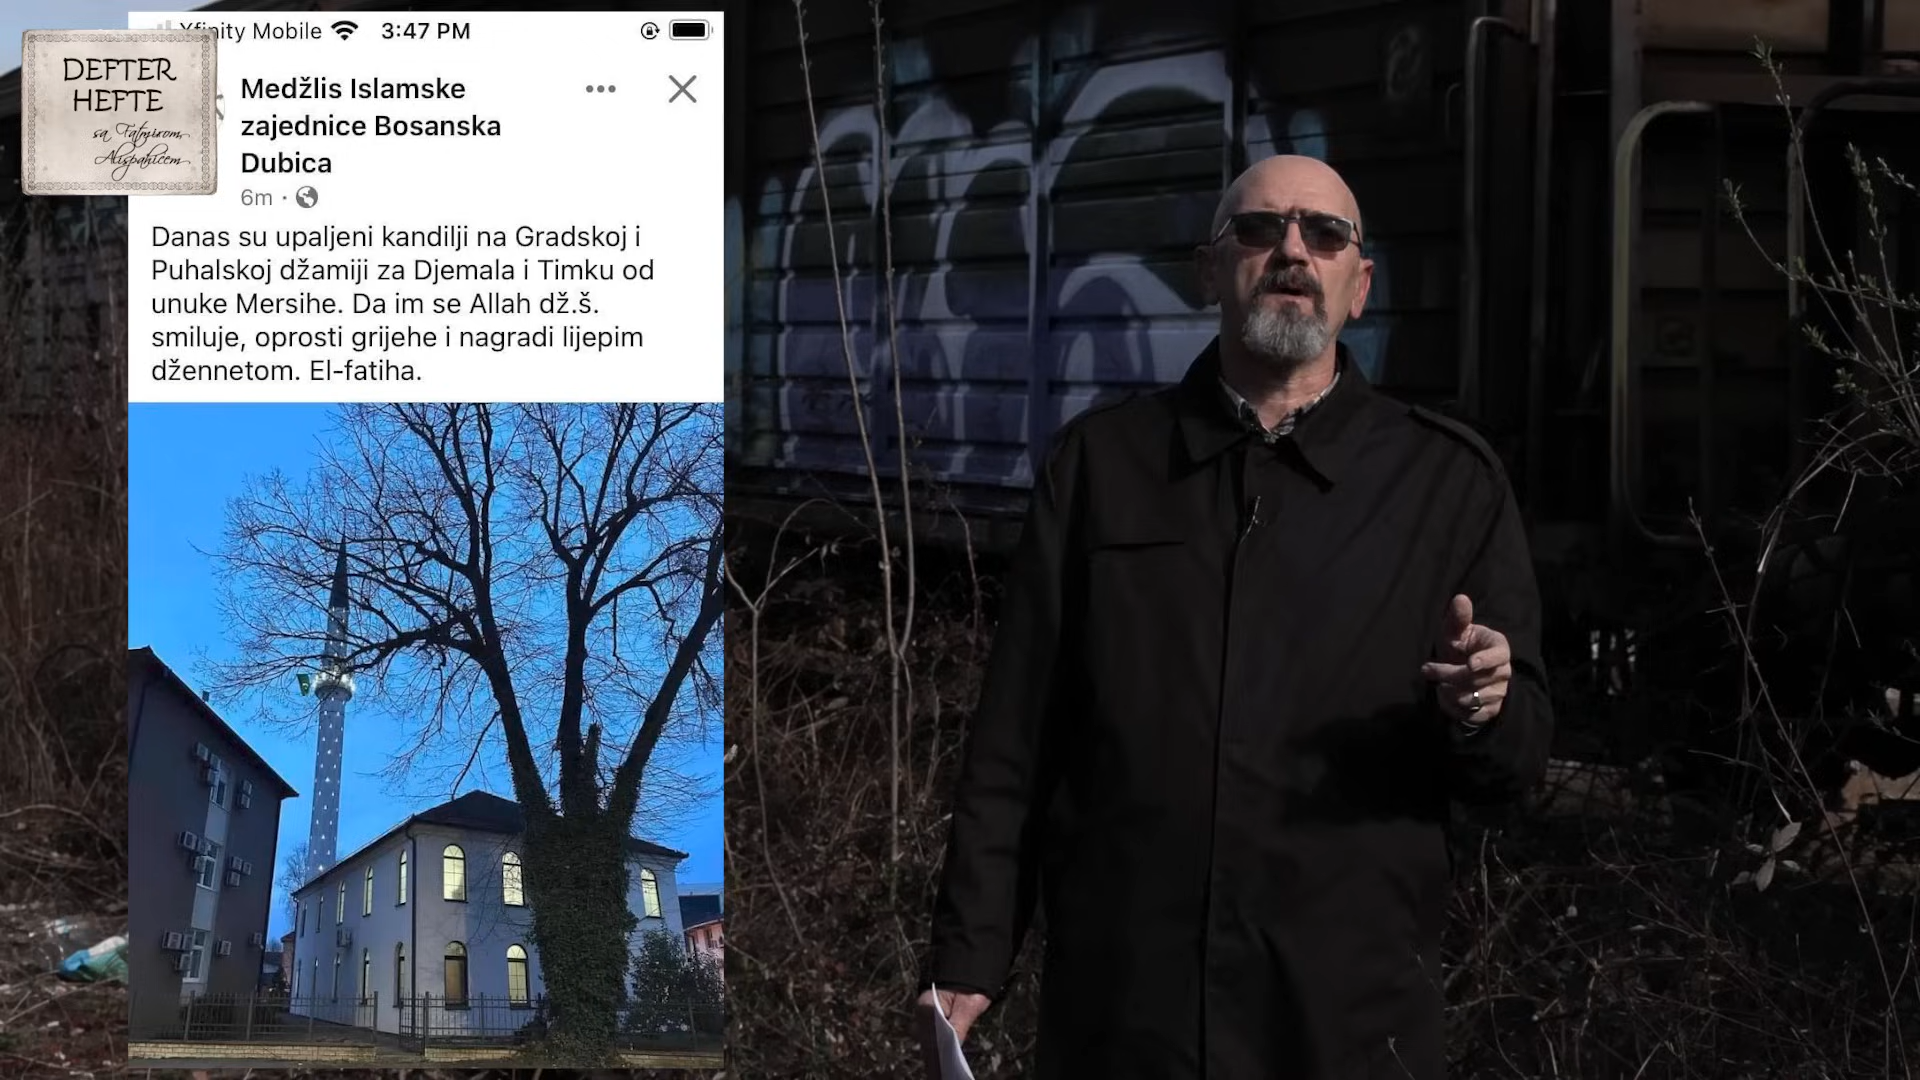 DEFTER
HEFTE
sa Fatmirom
Alispahićem
Xfinity Mobile 3:47 PM
Medžlis Islamske
zajednice Bosanska
Dubica
6m ·
Danas su upaljeni kandilji na Gradskoj i
Puhalskoj džamiji za Djemala i Timku od
unuke Mersihe. Da im se Allah dž.š.
smiluje, oprosti grijehe i nagradi lijepim
džennetom. El-fatiha.